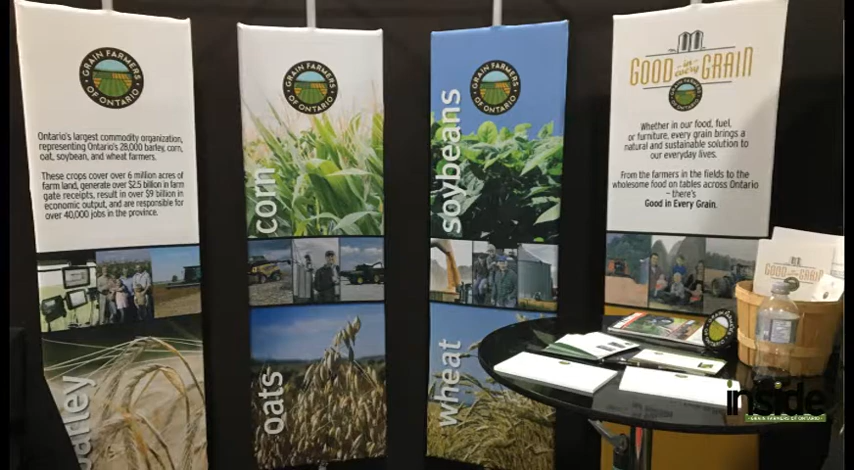 GRAIN FARMERS
OF ONTARIO
Ontario's largest commodity organization,
representing Ontario's 28,000 barley, corn,
oat, soybean, and wheat farmers.
These crops cover over 6 million acres of
farm land, generate over $2.5 billion in farm
gate receipts, result in over $9 billion in
economic output, and are responsible for
over 40,000 jobs in the province.
barley
GRAIN FARMERS
OF ONTARIO
corn
oats
GRAIN FARMERS
OF ONTARIO
soybeans
wheat
GOOD in every GRAIN
Whether in our food, fuel,
or furniture, every grain brings a
natural and sustainable solution to
our everyday lives.
From the farmers in the fields to the
wholesome food on tables across Ontario
– there's
Good in Every Grain.
GOOD in every GRAIN
inside
GRAIN FARMERS OF ONTARIO